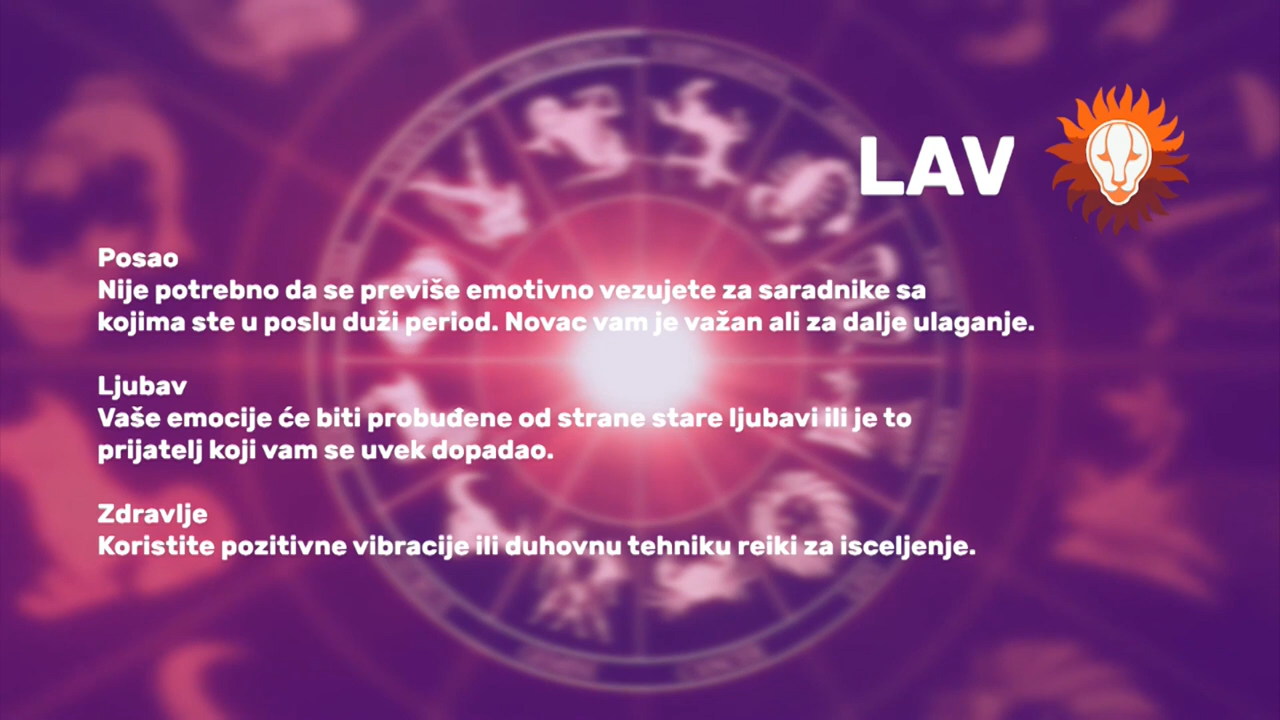 LAV
Posao
Nije potrebno da se previše emotivno vezujete za saradnike sa
kojima ste u poslu duži period. Novac vam je važan ali za dalje ulaganje.
Ljubav
Vaše emocije će biti probuđene od strane stare ljubavi ili je to
prijatelj koji vam se uvek dopadao.
Zdravlje
Koristite pozitivne vibracije ili duhovnu tehniku reiki za isceljenje.